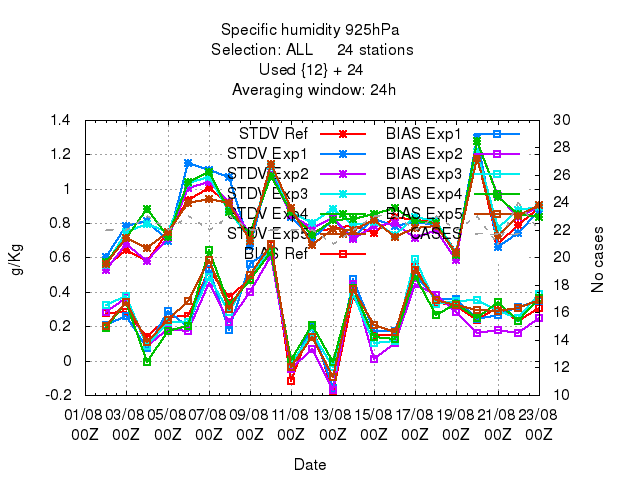 Specific humidity 925hPa
Selection: ALL 24 stations
Used {12} + 24
Averaging window: 24h
1.4 30
STDV Ref BIAS Exp1
1.2 28
STDV Exp1 BIAS Exp2
26
STDV Exp2 BIAS Exp3
1
STDV Exp3 BIAS Exp4
24
STDV Exp4 BIAS Exp5
0.8 22
STDV Exp5 CASES
BIAS Ref
0.6 20
g/Kg
No cases
0.4 18
16
0.2
14
0 12
-0.2 10
01/08 03/08 05/08 07/08 09/08 11/08 13/08 15/08 17/08 19/08 21/08 23/08
00Z 00Z 00Z 00Z 00Z 00Z 00Z 00Z 00Z 00Z 00Z 00Z
Date